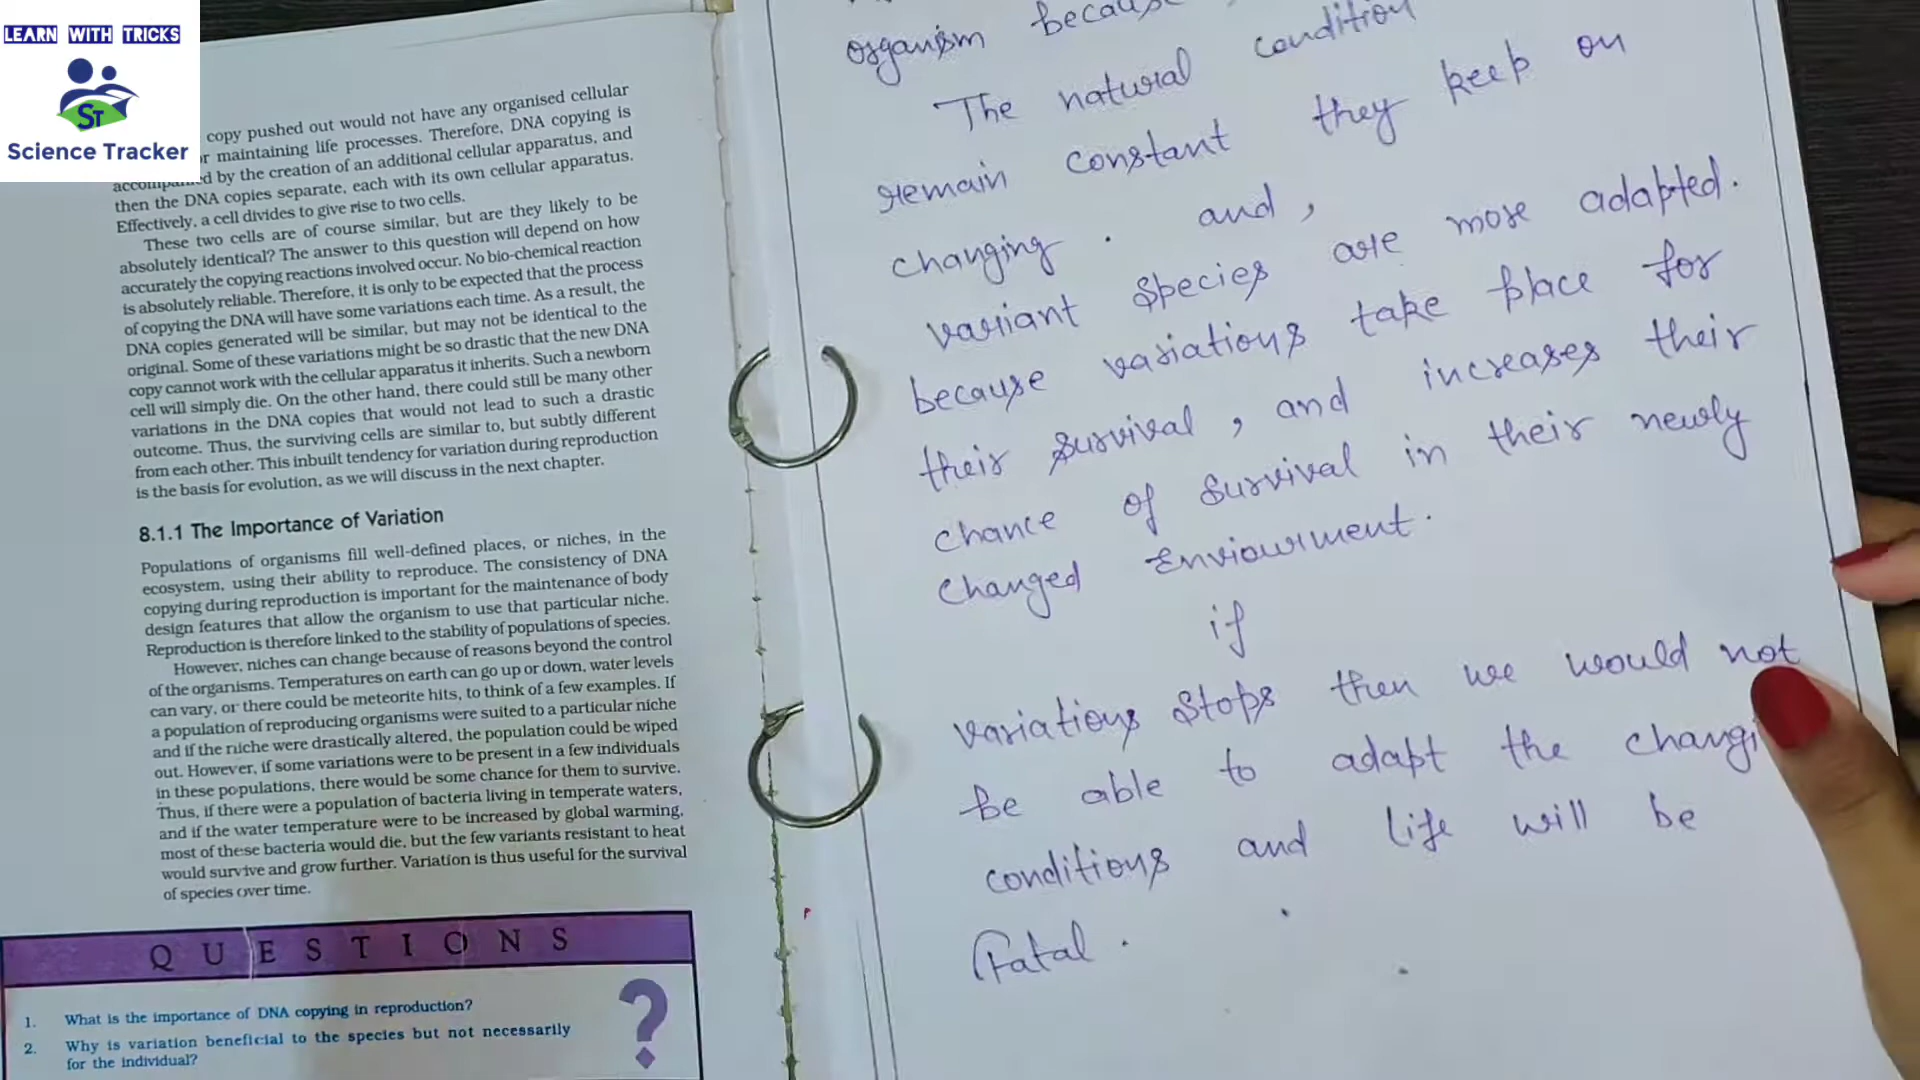 LEARN WITH TRICKS
ST
Science Tracker
copy pushed out would not have any organised cellular
r maintaining life processes. Therefore, DNA copying is
accompanied by the creation of an additional cellular apparatus, and
then the DNA copies separate, each with its own cellular apparatus.
Effectively, a cell divides to give rise to two cells.
These two cells are of course similar, but are they likely to be
absolutely identical? The answer to this question will depend on how
accurately the copying reactions involved occur. No bio-chemical reaction
is absolutely reliable. Therefore, it is only to be expected that the process
of copying the DNA will have some variations each time. As a result, the
DNA copies generated will be similar, but may not be identical to the
original. Some of these variations might be so drastic that the new DNA
copy cannot work with the cellular apparatus it inherits. Such a newborn
cell will simply die. On the other hand, there could still be many other
variations in the DNA copies that would not lead to such a drastic
outcome. Thus, the surviving cells are similar to, but subtly different
from each other. This inbuilt tendency for variation during reproduction
is the basis for evolution, as we will discuss in the next chapter.
8.1.1 The Importance of Variation
Populations of organisms fill well-defined places, or niches, in the
ecosystem, using their ability to reproduce. The consistency of DNA
copying during reproduction is important for the maintenance of body
design features that allow the organism to use that particular niche.
Reproduction is therefore linked to the stability of populations of species.
However, niches can change because of reasons beyond the control
of the organisms. Temperatures on earth can go up or down, water levels
can vary, or there could be meteorite hits, to think of a few examples. If
a population of reproducing organisms were suited to a particular niche
and if the niche were drastically altered, the population could be wiped
out. However, if some variations were to be present in a few individuals
in these populations, there would be some chance for them to survive.
Thus, if there were a population of bacteria living in temperate waters,
and if the water temperature were to be increased by global warming,
most of these bacteria would die, but the few variants resistant to heat
would survive and grow further. Variation is thus useful for the survival
of species over time.
QUESTIONS
?
1. What is the importance of DNA copying in reproduction?
2. Why is variation beneficial to the species but not necessarily
for the individual?
organism because
The natural condition
remain constant they keep on
changing . and ,
variant species are more adapted.
because variations take place for
their survival , and increases their
chance of survival in their newly
changed Enviourment.
if
variations stops then we would not
be able to adapt the changi
conditions and life will be
Fatal .